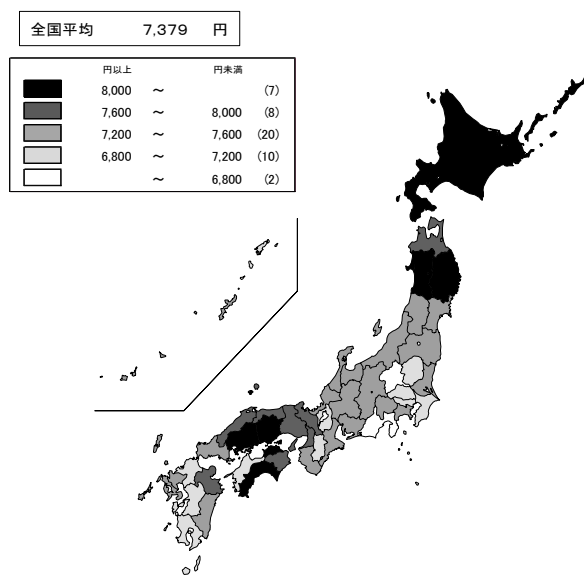 全国平均 7,379 円
円以上 円未満
8,000 ～ (7)
7,600 ～ 8,000 (8)
7,200 ～ 7,600 (20)
6,800 ～ 7,200 (10)
～ 6,800 (2)